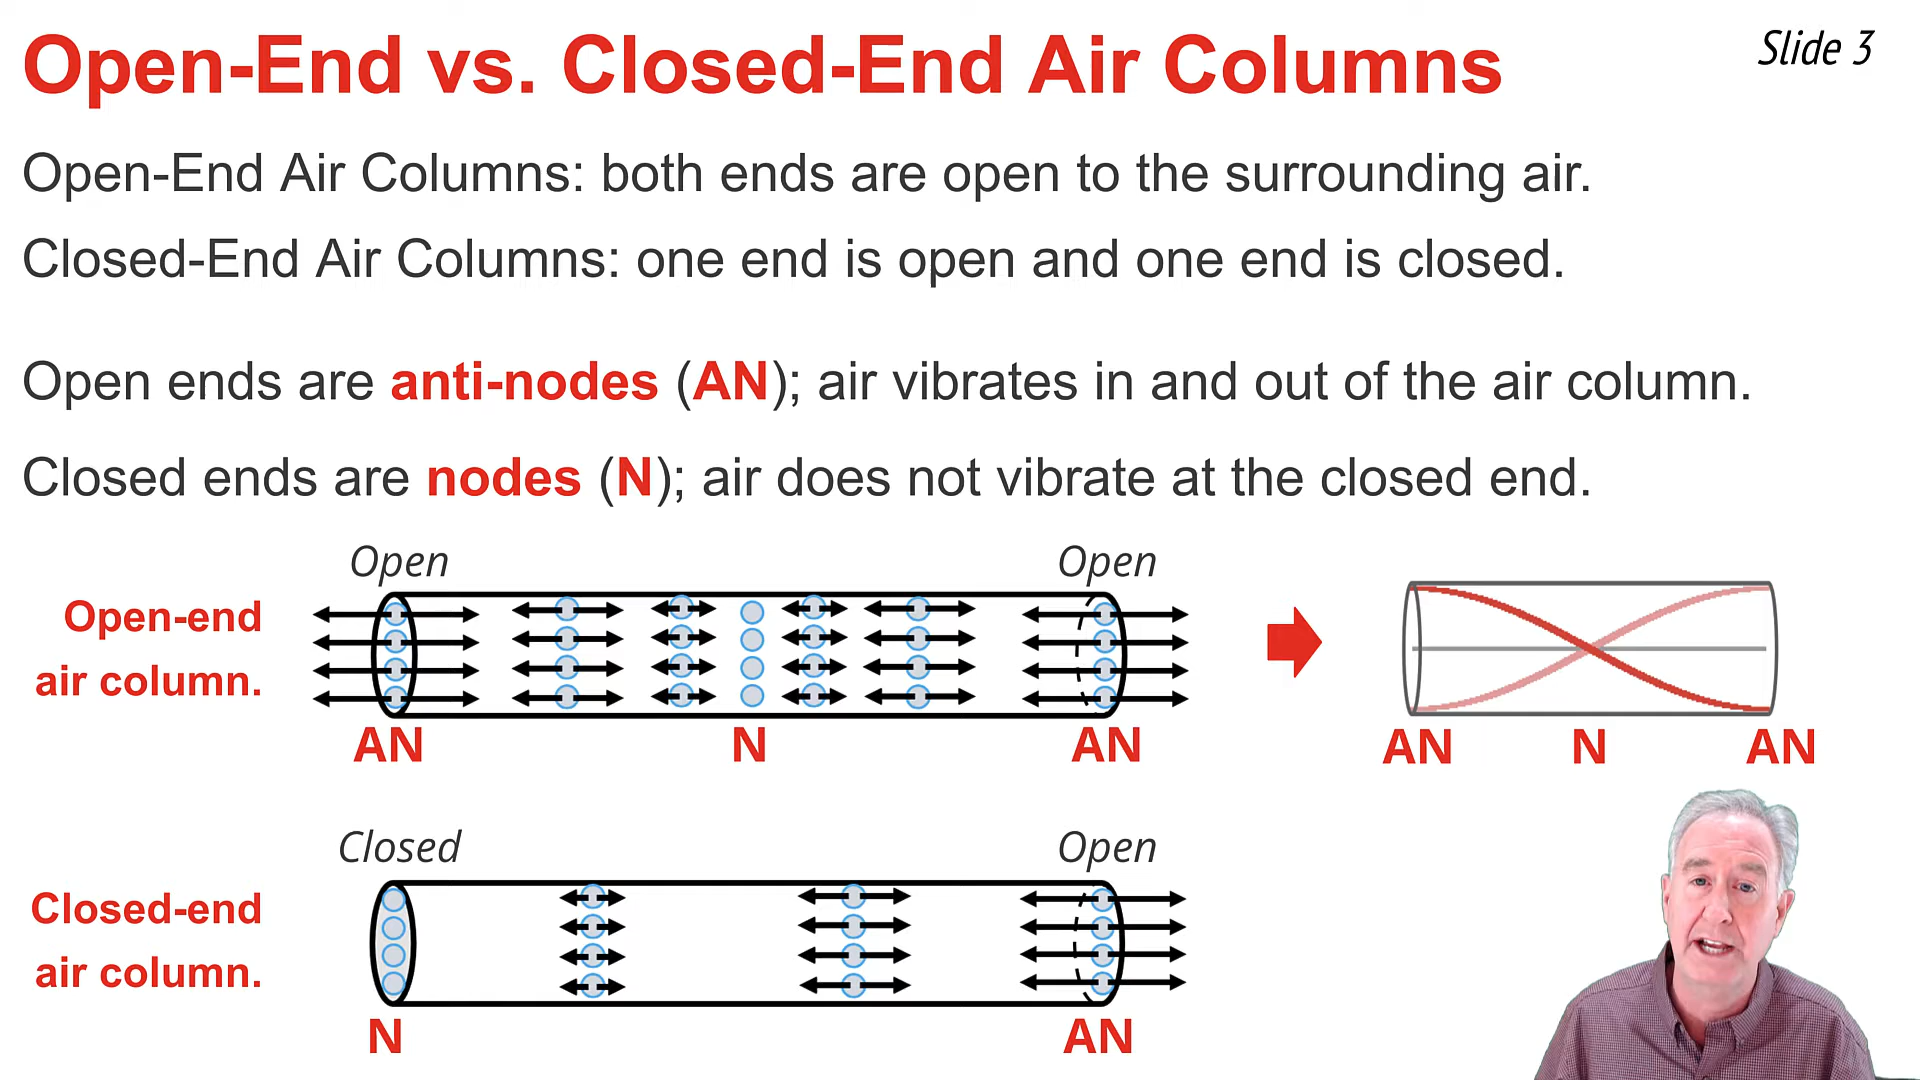 Open-End vs. Closed-End Air Columns
Slide 3
Open-End Air Columns: both ends are open to the surrounding air.
Closed-End Air Columns: one end is open and one end is closed.
Open ends are anti-nodes (AN); air vibrates in and out of the air column.
Closed ends are nodes (N); air does not vibrate at the closed end.
Open Open
Open-end
air column.
AN N AN
AN N AN
Closed Open
Closed-end
air column.
N AN